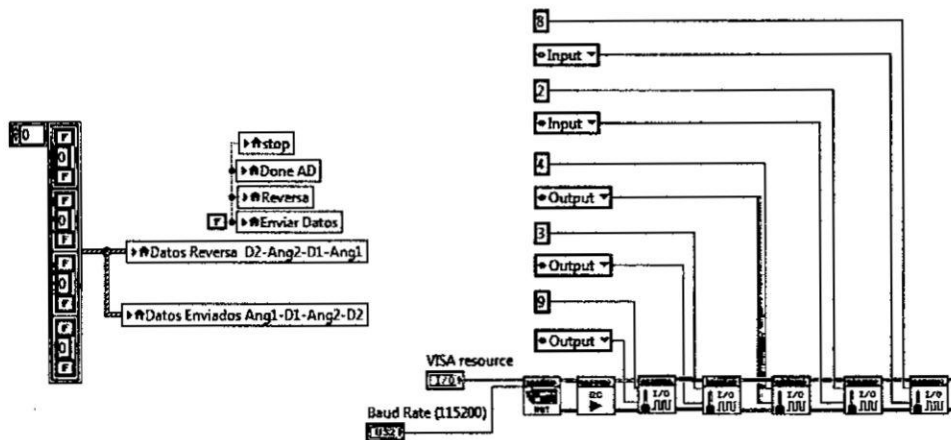 0
F
0
F
F
0
F
F
0
F
F
0
F
stop
Done AD
Reversa
F
Enviar Datos
Datos Reversa D2-Ang2-D1-Ang1
Datos Enviados Ang1-D1-Ang2-D2
8
Input
2
Input
4
Output
3
Output
9
Output
VISA resource
I/O
Baud Rate (115200)
U32
I2C
I/O
I/O
I/O
I/O
I/O